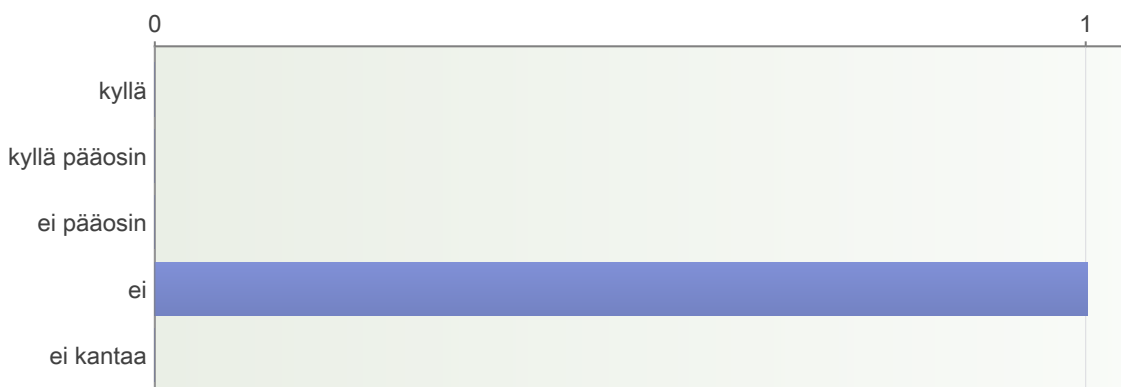 0 1
kyllä
kyllä pääosin
ei pääosin
ei
ei kantaa